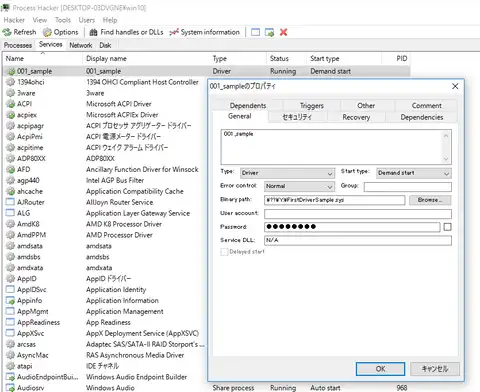 Process Hacker [DESKTOP-03DVGNE¥win10]
Hacker View Tools Users Help
Refresh Options Find handles or DLLs System information
Processes Services Network Disk
Name Display name Type Status Start type PID
001_sample 001_sample Driver Running Demand start
1394ohci 1394 OHCI Compliant Host Controller
3ware 3ware
ACPI Microsoft ACPI Driver
acpiex Microsoft ACPIEx Driver
acpipagr ACPI プロセッサ アグリゲーター ドライバー
AcpiPmi ACPI 電源メーター ドライバー
acpitime ACPI ウェイク アラーム ドライバー
ADP80XX ADP80XX
AFD Ancillary Function Driver for Winsock
agp440 Intel AGP Bus Filter
ahcache Application Compatibility Cache
AJRouter AllJoyn Router Service
ALG Application Layer Gateway Service
AmdK8 AMD K8 Processor Driver
AmdPPM AMD Processor Driver
amdsata amdsata
amdsbs amdsbs
amdxata amdxata
AppID AppID ドライバー
AppIDSvc Application Identity
Appinfo Application Information
AppMgmt Application Management
AppReadiness App Readiness
AppXSvc AppX Deployment Service (AppXSVC)
arcsas Adaptec SAS/SATA-II RAID Storport's ...
AsyncMac RAS Asynchronous Media Driver
atapi IDE チャネル
AudioEndpointBui... Windows Audio Endpoint Builder
Audiosrv Windows Audio Share process Running Auto start 968
001_sampleのプロパティ
Dependents Triggers Other Comment
General セキュリティ Recovery Dependencies
001_sample
Type: Driver Start type: Demand start
Error control: Normal Group:
Binary path: ¥??¥Y:¥FirstDriverSample.sys Browse...
User account:
Password: ●●●●●●●●●
Service DLL: N/A
Delayed start
OK キャンセル